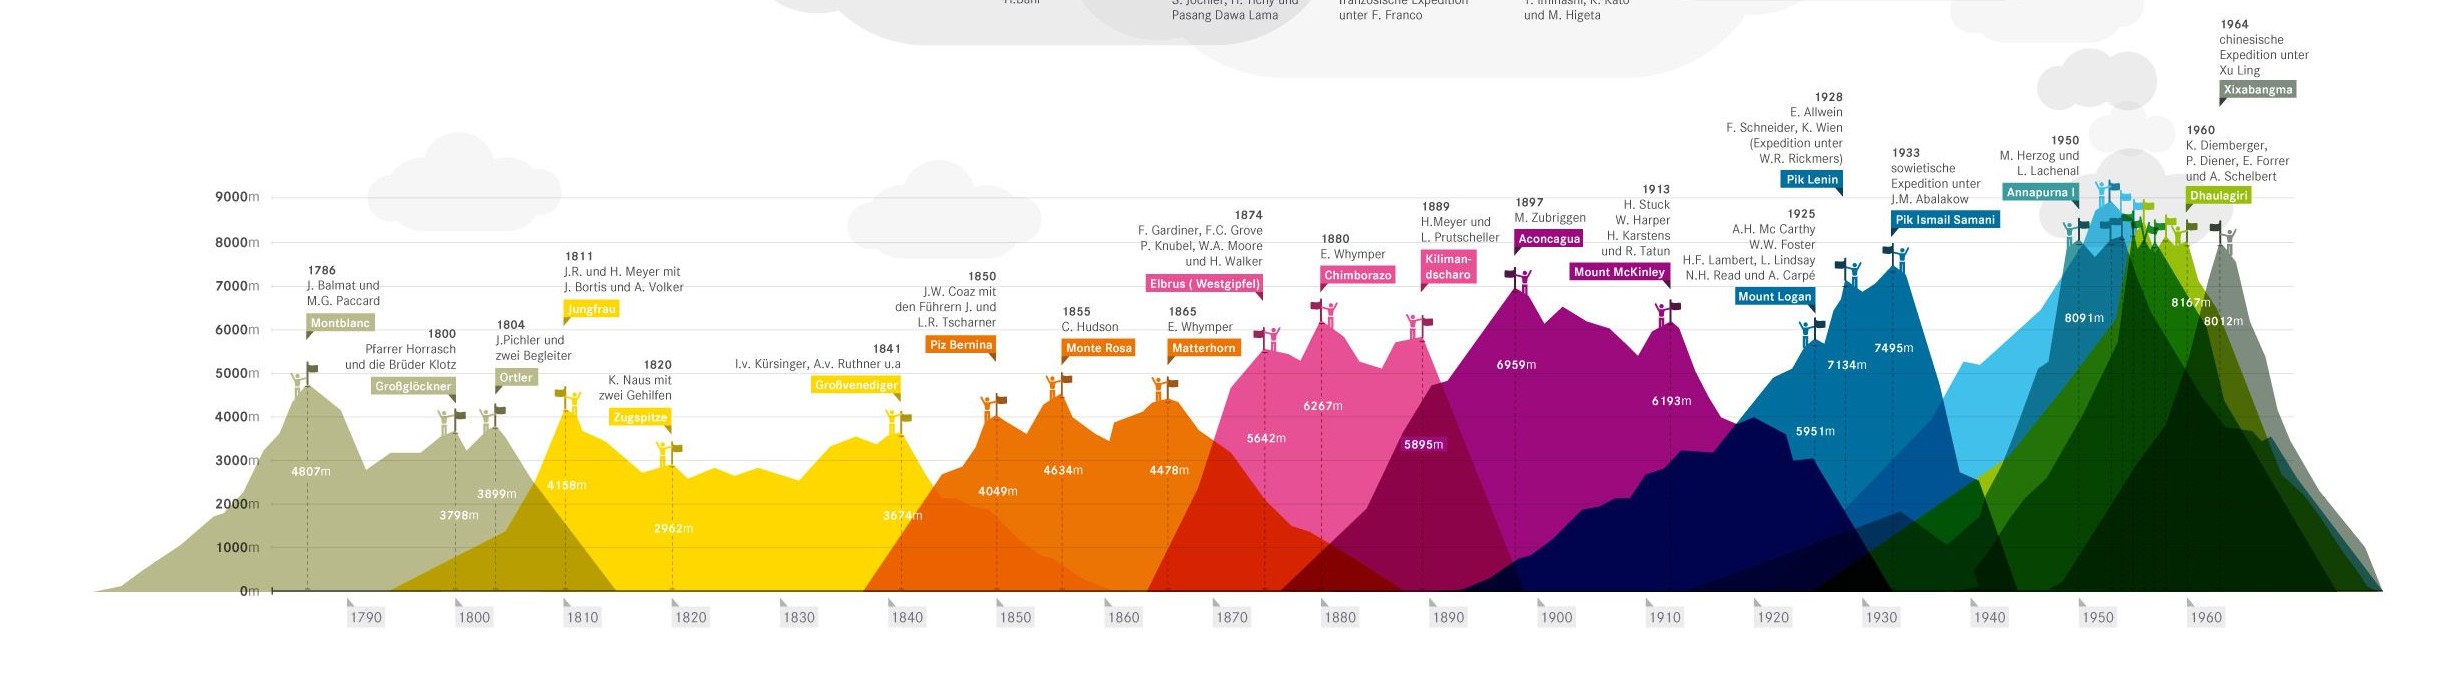 Pasang Dawa Lama
unter F. Franco
und M. Higeta
1964
chinesische
Expedition unter
Xu Ling
Xixabangma
1928
E. Allwein
F. Schneider, K. Wien
(Expedition unter
W.R. Rickmers)
Pik Lenin
1933
sowietische
Expedition unter
J.M. Abalakow
Pik Ismail Samani
1950
M. Herzog und
L. Lachenal
Annapurna I
1960
K. Diemberger,
P. Diener, E. Forrer
und A. Schelbert
Dhaulagiri
1786
J. Balmat und
M.G. Paccard
Montblanc
1800
Pfarrer Horrasch
und die Brüder Klotz
Großglöckner
1804
J.Pichler und
zwei Begleiter
Ortler
1811
J.R. und H. Meyer mit
J. Bortis und A. Volker
Jungfrau
1820
K. Naus mit
zwei Gehilfen
Zugspitze
1841
I.v. Kürsinger, A.v. Ruthner u.a
Großvenediger
1850
J.W. Coaz mit
den Führern J. und
L.R. Tscharner
Piz Bernina
1855
C. Hudson
Monte Rosa
1865
E. Whymper
Matterhorn
1874
F. Gardiner, F.C. Grove
P. Knubel, W.A. Moore
und H. Walker
Elbrus ( Westgipfel)
1880
E. Whymper
Chimborazo
1889
H.Meyer und
L. Prutscheller
Kiliman-
dscharo
1897
M. Zubriggen
Aconcagua
1913
H. Stuck
W. Harper
H. Karstens
und R. Tatun
Mount McKinley
1925
A.H. Mc Carthy
W.W. Foster
H.F. Lambert, L. Lindsay
N.H. Read und A. Carpé
Mount Logan
9000m
8000m
7000m
6000m
5000m
4000m
3000m
2000m
1000m
0m
4807m
3798m
3899m
4158m
2962m
3674m
4049m
4634m
4478m
5642m
6267m
5895m
6959m
6193m
5951m
7134m
7495m
8091m
8167m
8012m
1790
1800
1810
1820
1830
1840
1850
1860
1870
1880
1890
1900
1910
1920
1930
1940
1950
1960